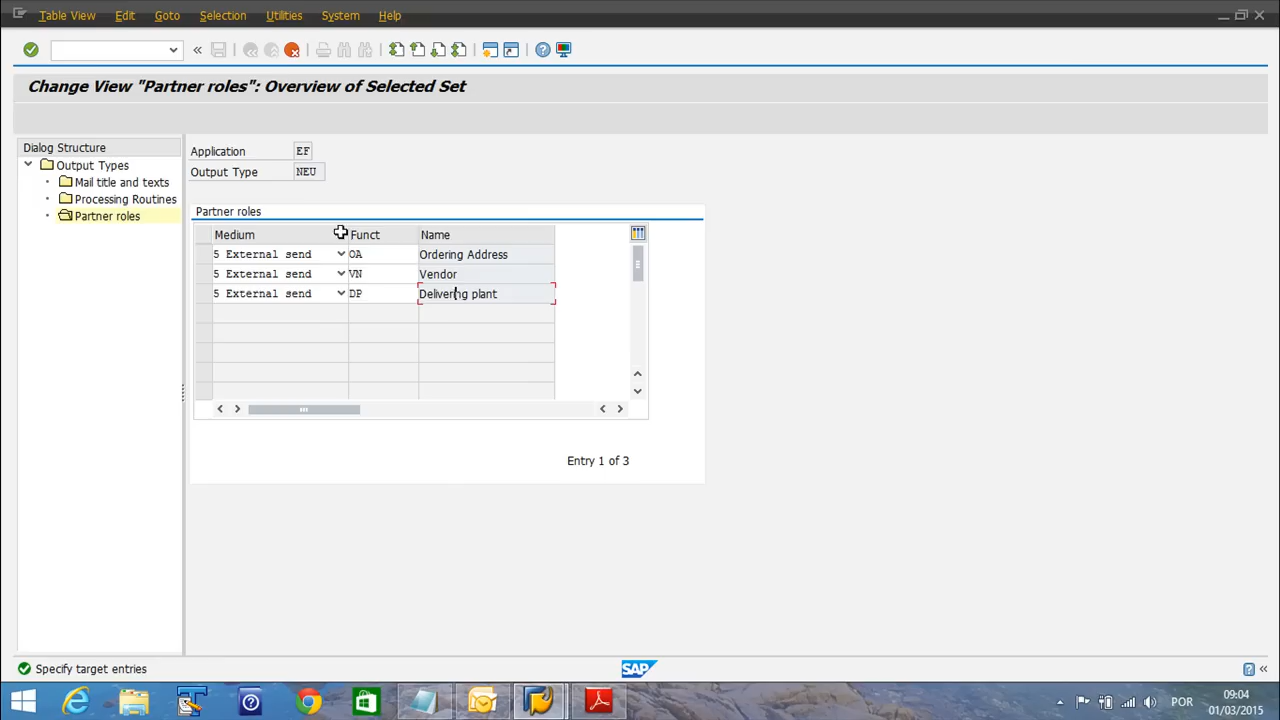 Table View Edit Goto Selection Utilities System Help
Change View "Partner roles": Overview of Selected Set
Dialog Structure
Output Types
Mail title and texts
Processing Routines
Partner roles
Application EF
Output Type NEU
Partner roles
Medium Funct Name
5 External send OA Ordering Address
5 External send VN Vendor
5 External send DP Delivering plant
Entry 1 of 3
Specify target entries
SAP
POR
09:04
01/03/2015